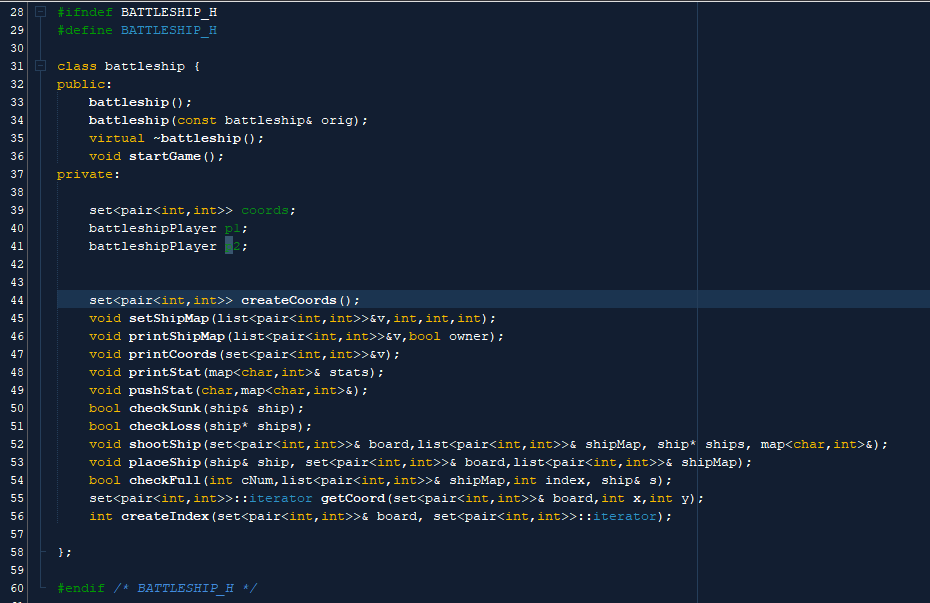 28 #ifndef BATTLESHIP_H
29 #define BATTLESHIP_H
30
31 class battleship {
32 public:
33     battleship();
34     battleship(const battleship& orig);
35     virtual ~battleship();
36     void startGame();
37 private:
38
39     set<pair<int,int>> coords;
40     battleshipPlayer p1;
41     battleshipPlayer p2;
42
43
44     set<pair<int,int>> createCoords();
45     void setShipMap(list<pair<int,int>>&v,int,int,int);
46     void printShipMap(list<pair<int,int>>&v,bool owner);
47     void printCoords(set<pair<int,int>>&v);
48     void printStat(map<char,int>& stats);
49     void pushStat(char,map<char,int>&);
50     bool checkSunk(ship& ship);
51     bool checkLoss(ship* ships);
52     void shootShip(set<pair<int,int>>& board,list<pair<int,int>>& shipMap, ship* ships, map<char,int>&);
53     void placeShip(ship& ship, set<pair<int,int>>& board,list<pair<int,int>>& shipMap);
54     bool checkFull(int cNum,list<pair<int,int>>& shipMap,int index, ship& s);
55     set<pair<int,int>>::iterator getCoord(set<pair<int,int>>& board,int x,int y);
56     int createIndex(set<pair<int,int>>& board, set<pair<int,int>>::iterator);
57
58 };
59
60 #endif /* BATTLESHIP_H */